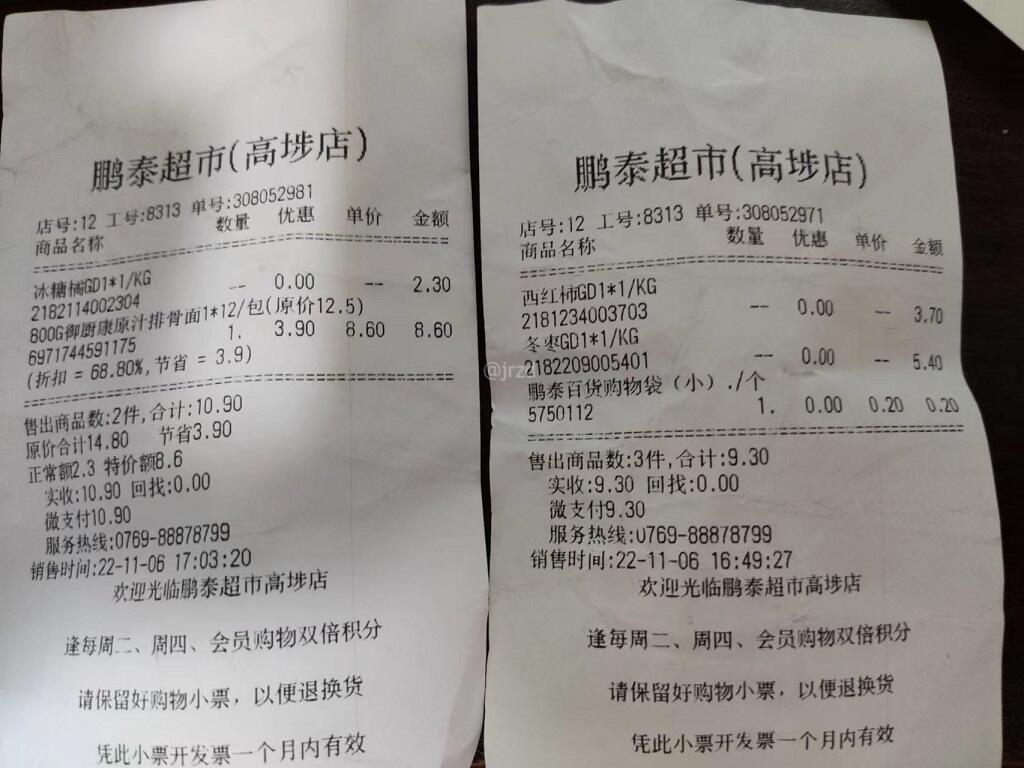 鹏泰超市(高埗店)
店号:12 工号:8313 单号:308052981
商品名称 数量 优惠 单价 金额
冰糖橘GD1*1/KG
2182114002304 -- 0.00 -- 2.30
800G御厨康原汁排骨面1*12/包(原价12.5)
6971744591175 1. 3.90 8.60 8.60
(折扣 = 68.80%,节省 = 3.9)
售出商品数:2件,合计:10.90
原价合计14.80 节省3.90
正常额2.3 特价额8.6
实收:10.90 回找:0.00
微支付10.90
服务热线:0769-88878799
销售时间:22-11-06 17:03:20
欢迎光临鹏泰超市高埗店
逢每周二、周四、会员购物双倍积分
请保留好购物小票，以便退换货
凭此小票开发票一个月内有效
鹏泰超市(高埗店)
店号:12 工号:8313 单号:308052971
商品名称 数量 优惠 单价 金额
西红柿GD1*1/KG
2181234003703 -- 0.00 -- 3.70
冬枣GD1*1/KG
2182209005401 -- 0.00 -- 5.40
鹏泰百货购物袋（小）./个
5750112 1. 0.00 0.20 0.20
售出商品数:3件,合计:9.30
实收:9.30 回找:0.00
微支付9.30
服务热线:0769-88878799
销售时间:22-11-06 16:49:27
欢迎光临鹏泰超市高埗店
逢每周二、周四、会员购物双倍积分
请保留好购物小票，以便退换货
凭此小票开发票一个月内有效